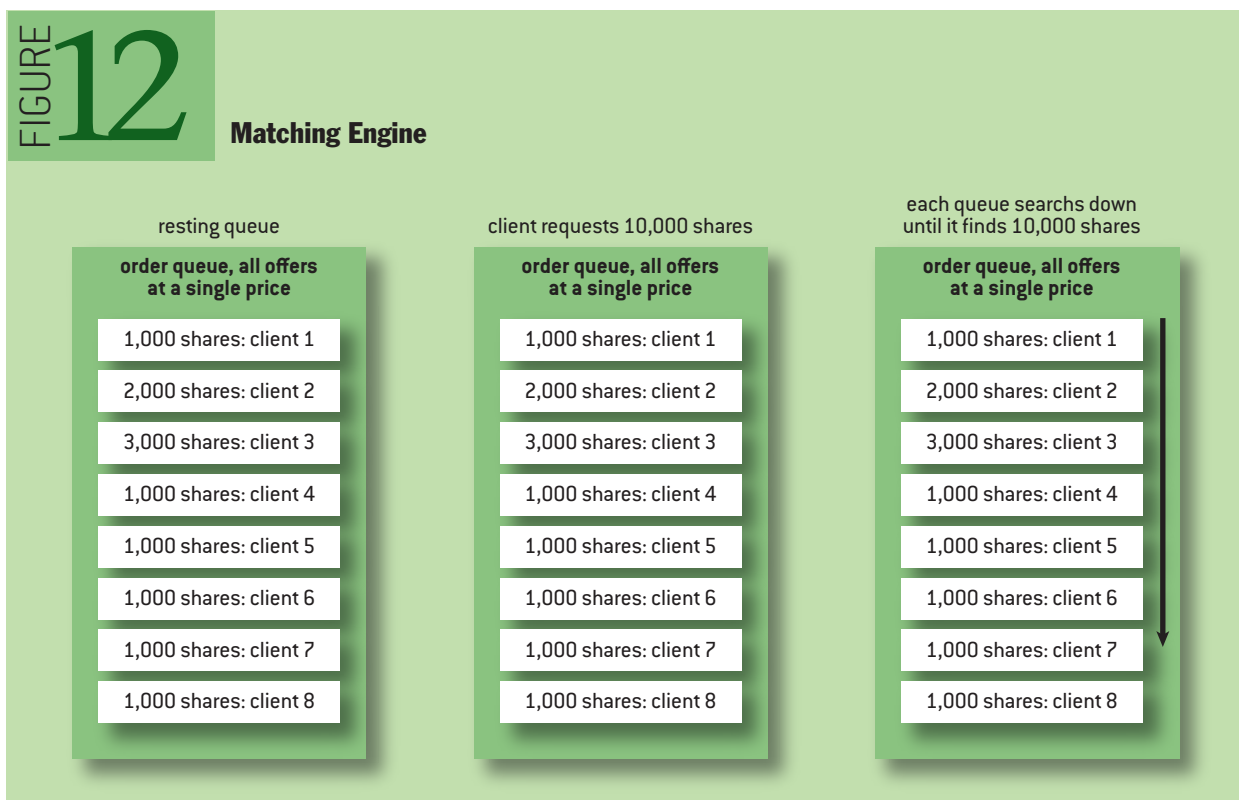 FIGURE
12
Matching Engine
resting queue
order queue, all offers
at a single price
1,000 shares: client 1
2,000 shares: client 2
3,000 shares: client 3
1,000 shares: client 4
1,000 shares: client 5
1,000 shares: client 6
1,000 shares: client 7
1,000 shares: client 8
client requests 10,000 shares
order queue, all offers
at a single price
1,000 shares: client 1
2,000 shares: client 2
3,000 shares: client 3
1,000 shares: client 4
1,000 shares: client 5
1,000 shares: client 6
1,000 shares: client 7
1,000 shares: client 8
each queue searchs down
until it finds 10,000 shares
order queue, all offers
at a single price
1,000 shares: client 1
2,000 shares: client 2
3,000 shares: client 3
1,000 shares: client 4
1,000 shares: client 5
1,000 shares: client 6
1,000 shares: client 7
1,000 shares: client 8